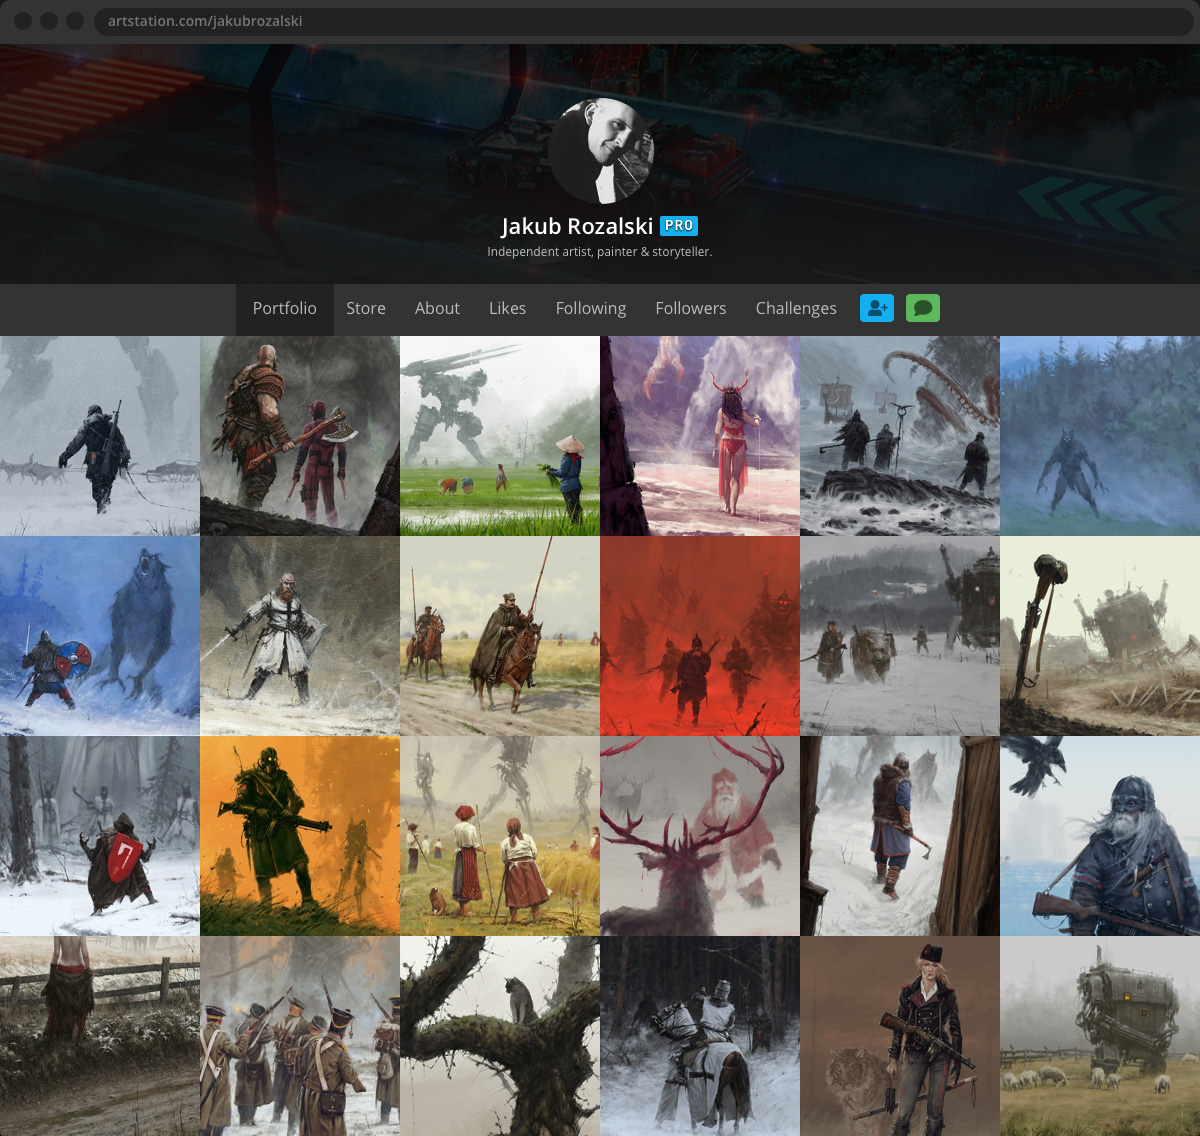 artstation.com/jakubrozalski
Jakub Rozalski PRO
Independent artist, painter & storyteller.
Portfolio Store About Likes Following Followers Challenges